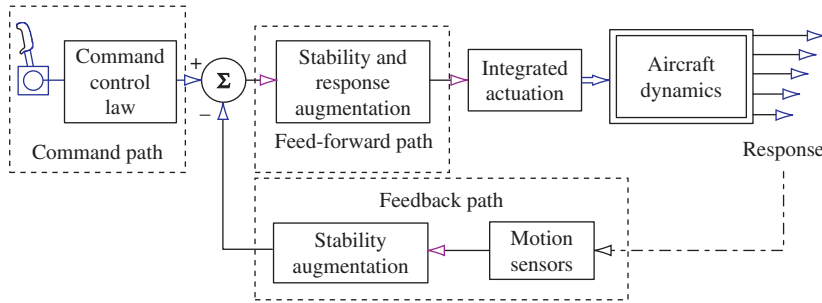 Command
control
law
Command path
+
Σ
−
Stability and
response
augmentation
Feed-forward path
Integrated
actuation
Aircraft
dynamics
Response
Feedback path
Stability
augmentation
Motion
sensors